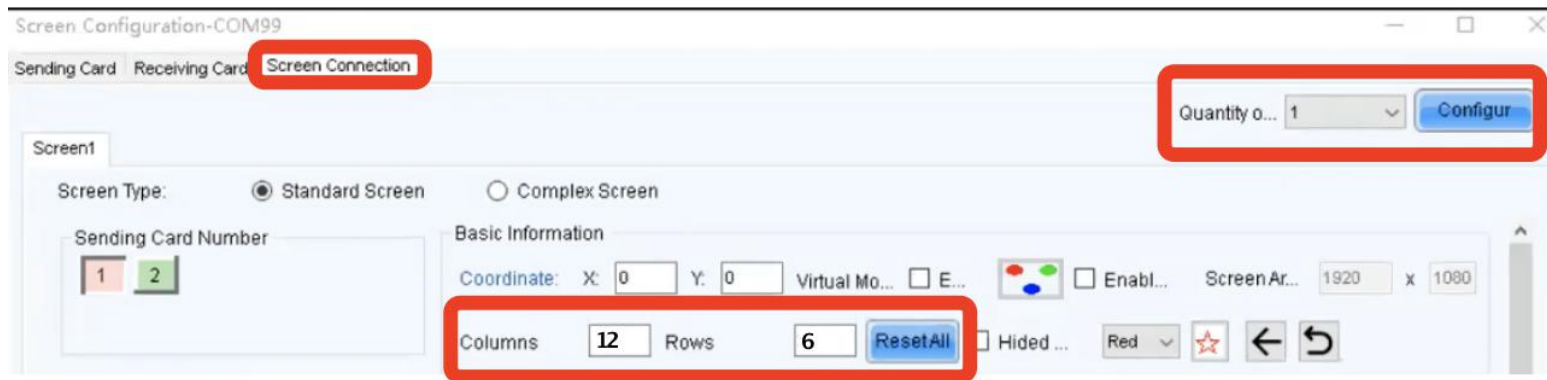 Screen Configuration-COM99
Sending Card Receiving Card Screen Connection
Quantity o... 1 Configur
Screen1
Screen Type: Standard Screen Complex Screen
Sending Card Number
1 2
Basic Information
Coordinate: X: 0 Y: 0 Virtual Mo... E... Enabl... Screen Ar... 1920 x 1080
Columns 12 Rows 6 Reset All Hided ... Red